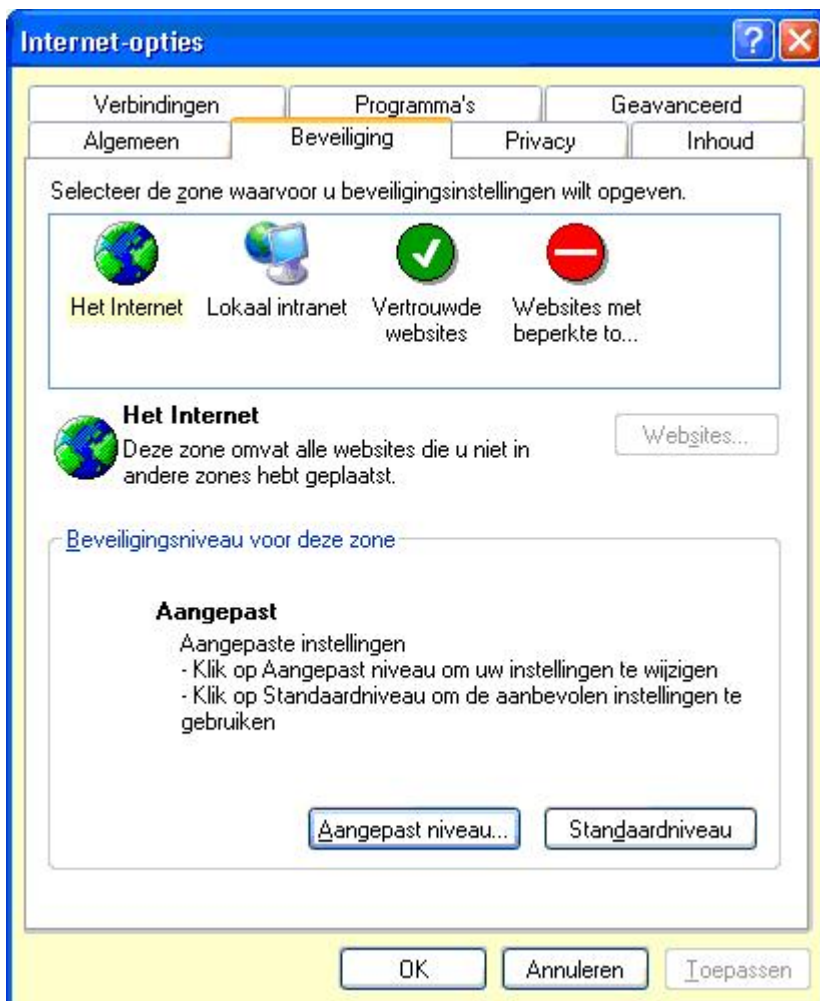 Internet-opties
Verbindingen
Programma's
Geavanceerd
Algemeen
Beveiliging
Privacy
Inhoud
Selecteer de zone waarvoor u beveiligingsinstellingen wilt opgeven.
Het Internet
Lokaal intranet
Vertrouwde
websites
Websites met
beperkte to...
Het Internet
Deze zone omvat alle websites die u niet in
andere zones hebt geplaatst.
Websites...
Beveiligingsniveau voor deze zone
Aangepast
Aangepaste instellingen
- Klik op Aangepast niveau om uw instellingen te wijzigen
- Klik op Standaardniveau om de aanbevolen instellingen te
gebruiken
Aangepast niveau...
Standaardniveau
OK
Annuleren
Toepassen